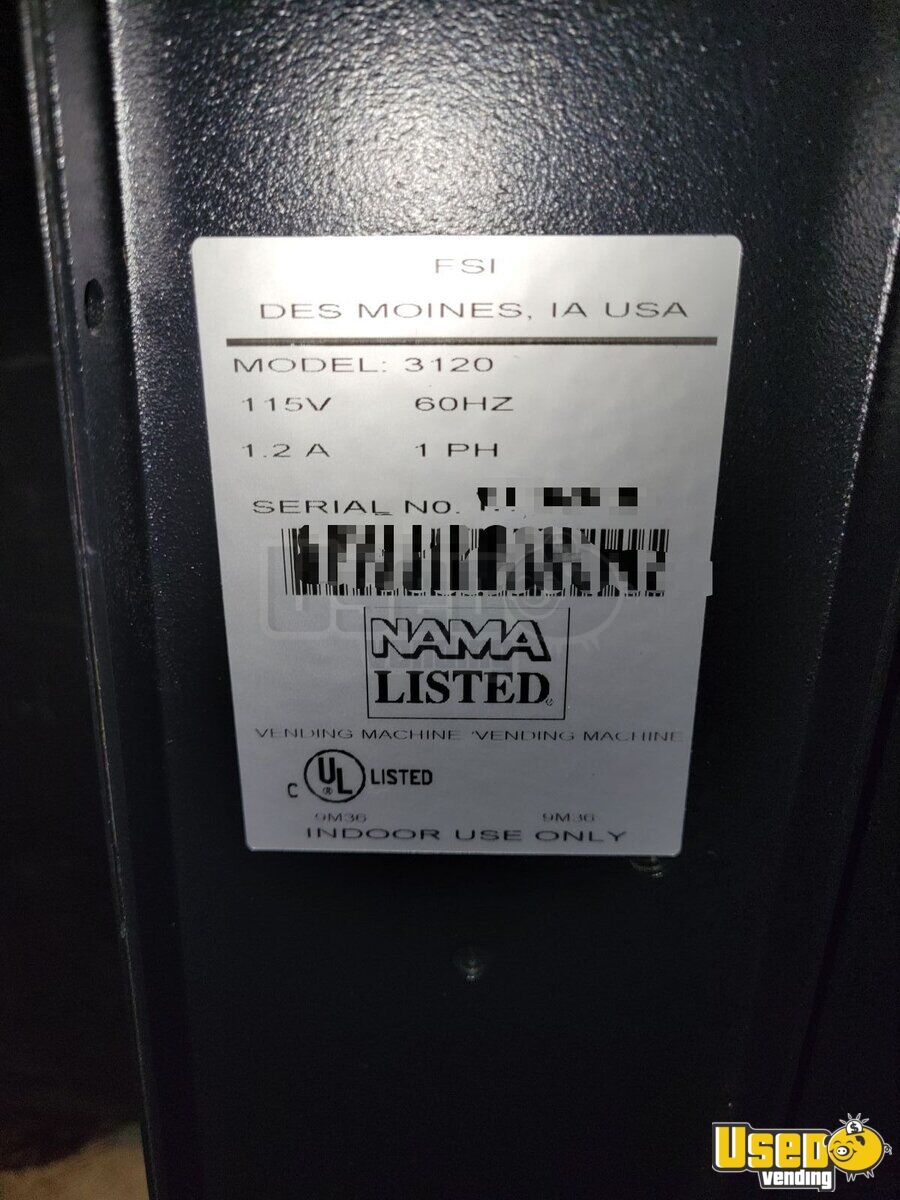 FSI
DES MOINES, IA USA
MODEL: 3120
115V 60HZ
1.2 A 1 PH
SERIAL NO.
NAMA
LISTED®
VENDING MACHINE VENDING MACHINE
C UL® LISTED
9M36 9M36
INDOOR USE ONLY
USED
Used
vending